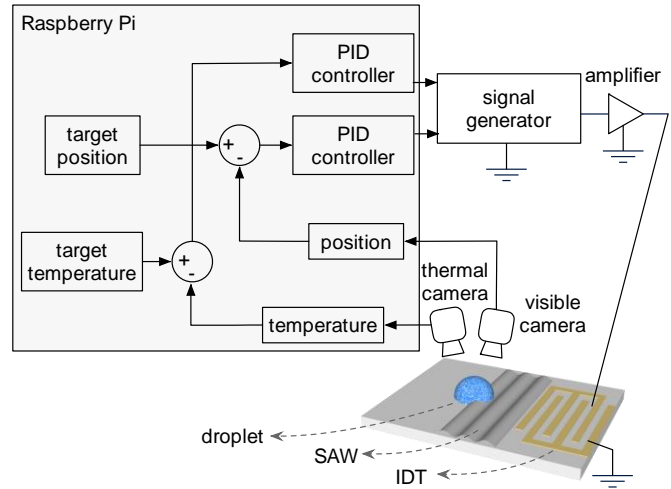 Raspberry Pi
PID
controller
amplifier
signal
generator
target
position
+
-
PID
controller
position
target
temperature
+
-
thermal
camera
visible
camera
temperature
droplet
SAW
IDT